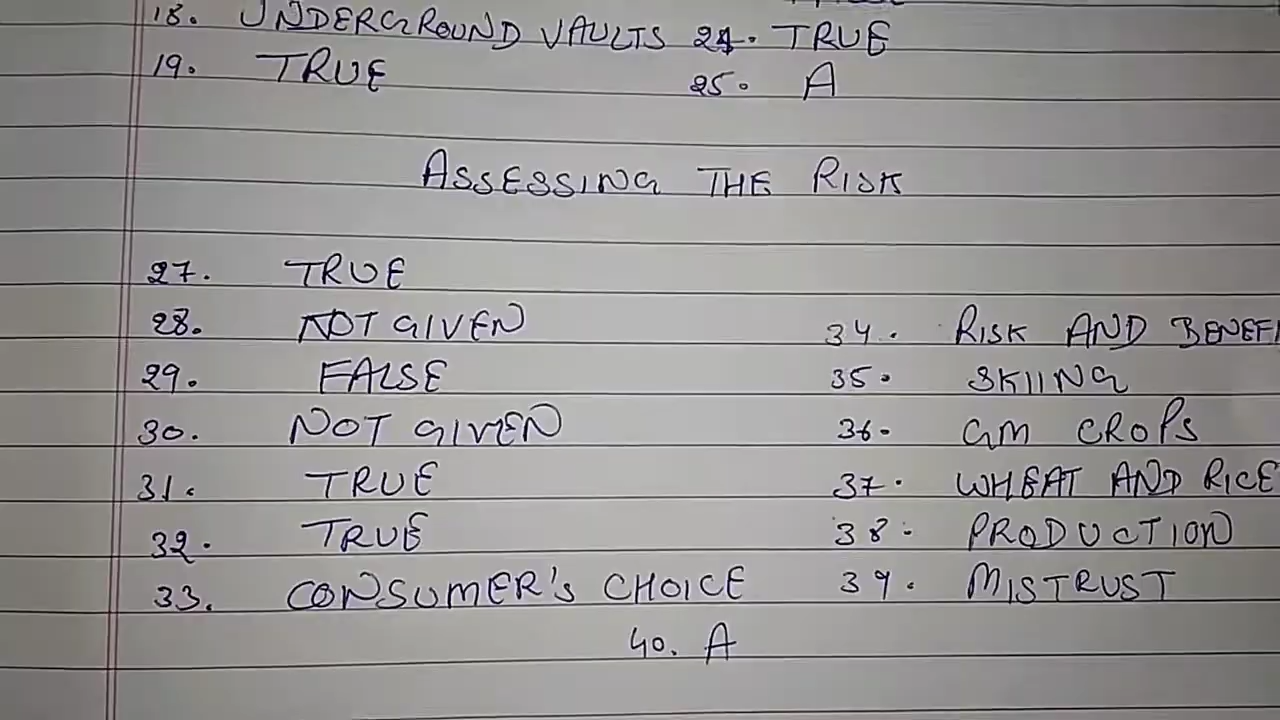 18. UNDERGROUND VAULTS 24. TRUE
19. TRUE 25. A
ASSESSING THE RISK
27. TRUE
28. NOT GIVEN 34. RISK AND BENEFI
29. FALSE 35. SKIING
30. NOT GIVEN 36. GM CROPS
31. TRUE 37. WHEAT AND RICE
32. TRUE 38. PRODUCTION
33. CONSUMER'S CHOICE 39. MISTRUST
40. A